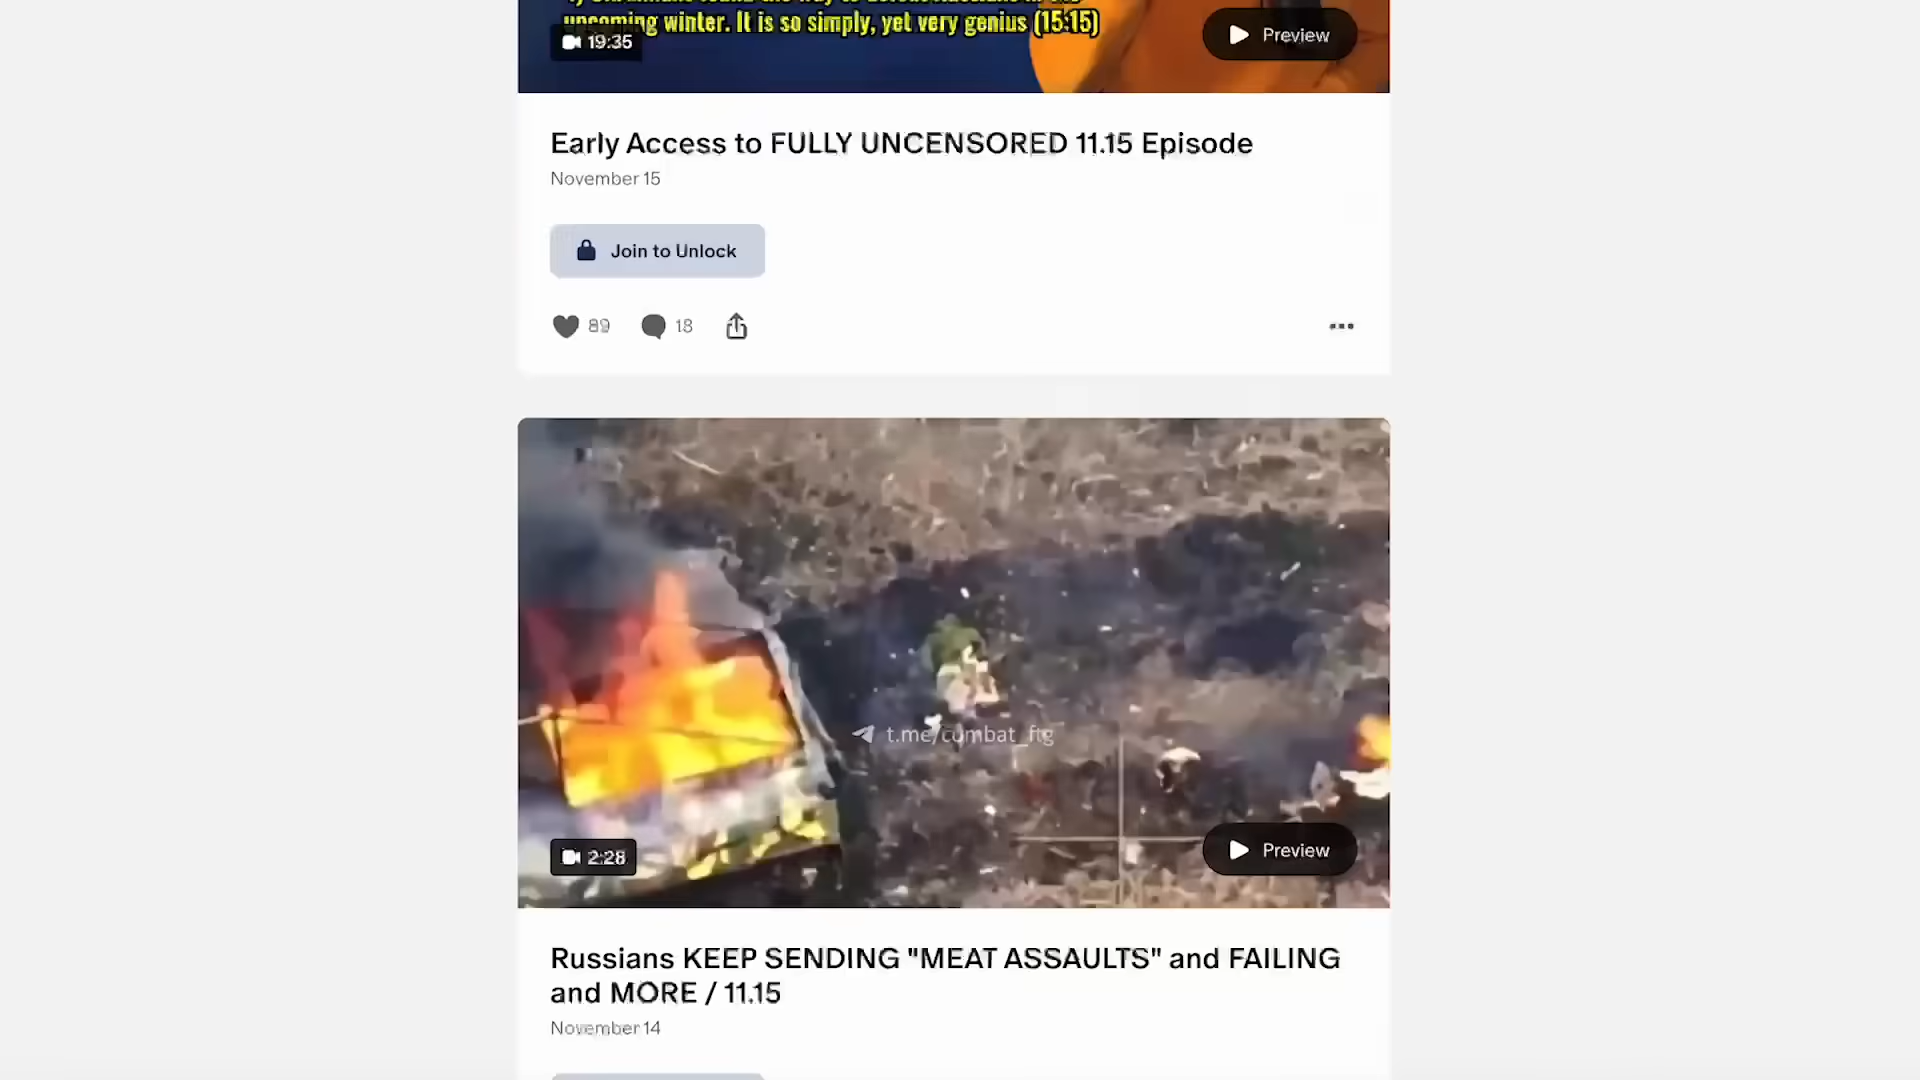 upcoming winter. It is so simply, yet very genius (15:15)
19:35
Preview
Early Access to FULLY UNCENSORED 11.15 Episode
November 15
Join to Unlock
89 18
t.me/combat_ftg
2:28
Preview
Russians KEEP SENDING "MEAT ASSAULTS" and FAILING
and MORE / 11.15
November 14